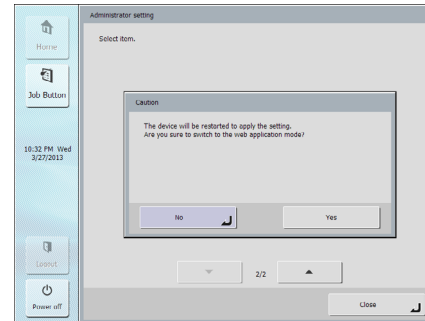 Administrator setting
Select item.
Home
Job Button
10:32 PM Wed
3/27/2013
Logout
Power off
Caution
The device will be restarted to apply the setting.
Are you sure to switch to the web application mode?
No
Yes
2/2
Close